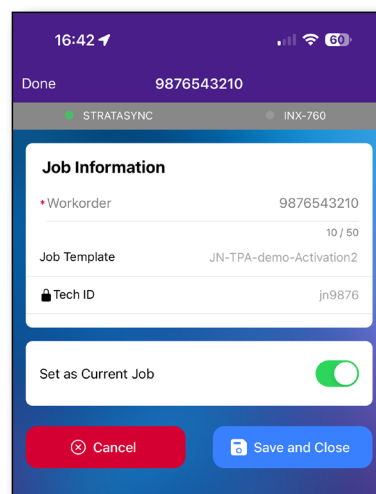 16:42
60
Done 9876543210
STRATASYNC INX-760
Job Information
*Workorder 9876543210
10 / 50
Job Template JN-TPA-demo-Activation2
Tech ID jn9876
Set as Current Job
Cancel Save and Close